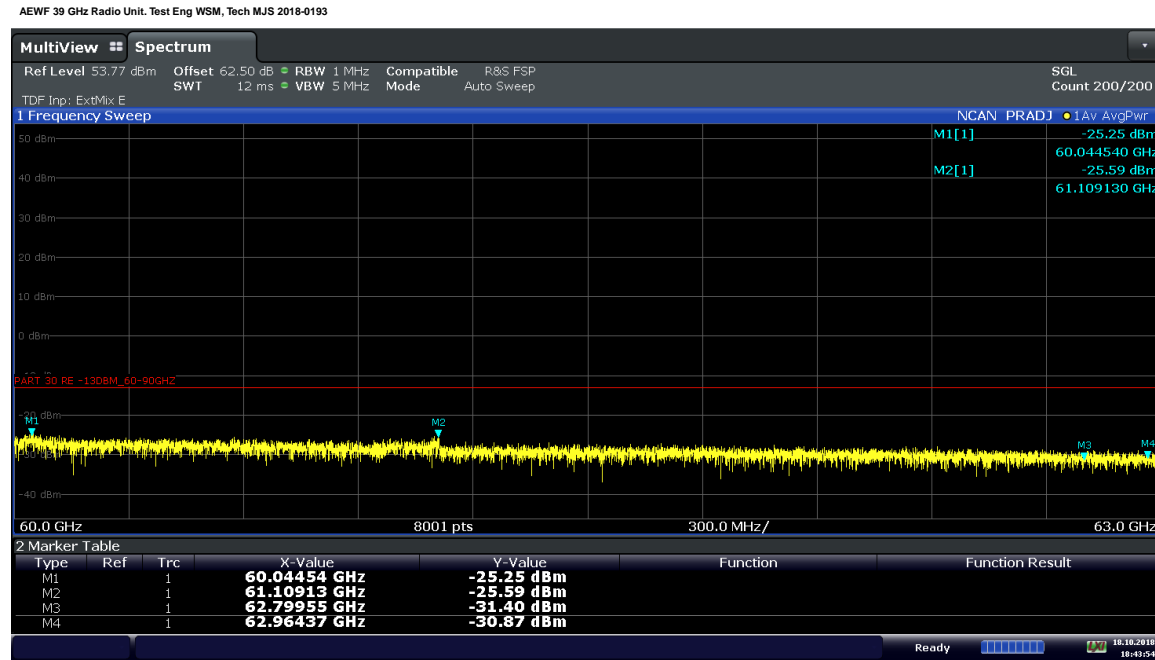 AEWF 39 GHz Radio Unit. Test Eng WSM, Tech MJS 2018-0193
MultiView Spectrum
Ref Level 53.77 dBm Offset 62.50 dB RBW 1 MHz Compatible R&S FSP SGL
SWT 12 ms VBW 5 MHz Mode Auto Sweep Count 200/200
TDF Inp: ExtMix E
1 Frequency Sweep NCAN PRADJ 1Av AvgPwr
50 dBm M1[1] -25.25 dBm
60.044540 GHz
40 dBm M2[1] -25.59 dBm
61.109130 GHz
30 dBm
20 dBm
10 dBm
0 dBm
PART 30 RE -13DBM_60-90GHZ
-20 dBm
M1 M2
M3 M4
-40 dBm
60.0 GHz 8001 pts 300.0 MHz/ 63.0 GHz
2 Marker Table
Type Ref Trc X-Value Y-Value Function Function Result
M1 1 60.04454 GHz -25.25 dBm
M2 1 61.10913 GHz -25.59 dBm
M3 1 62.79955 GHz -31.40 dBm
M4 1 62.96437 GHz -30.87 dBm
Ready 18.10.2018
18:43:54